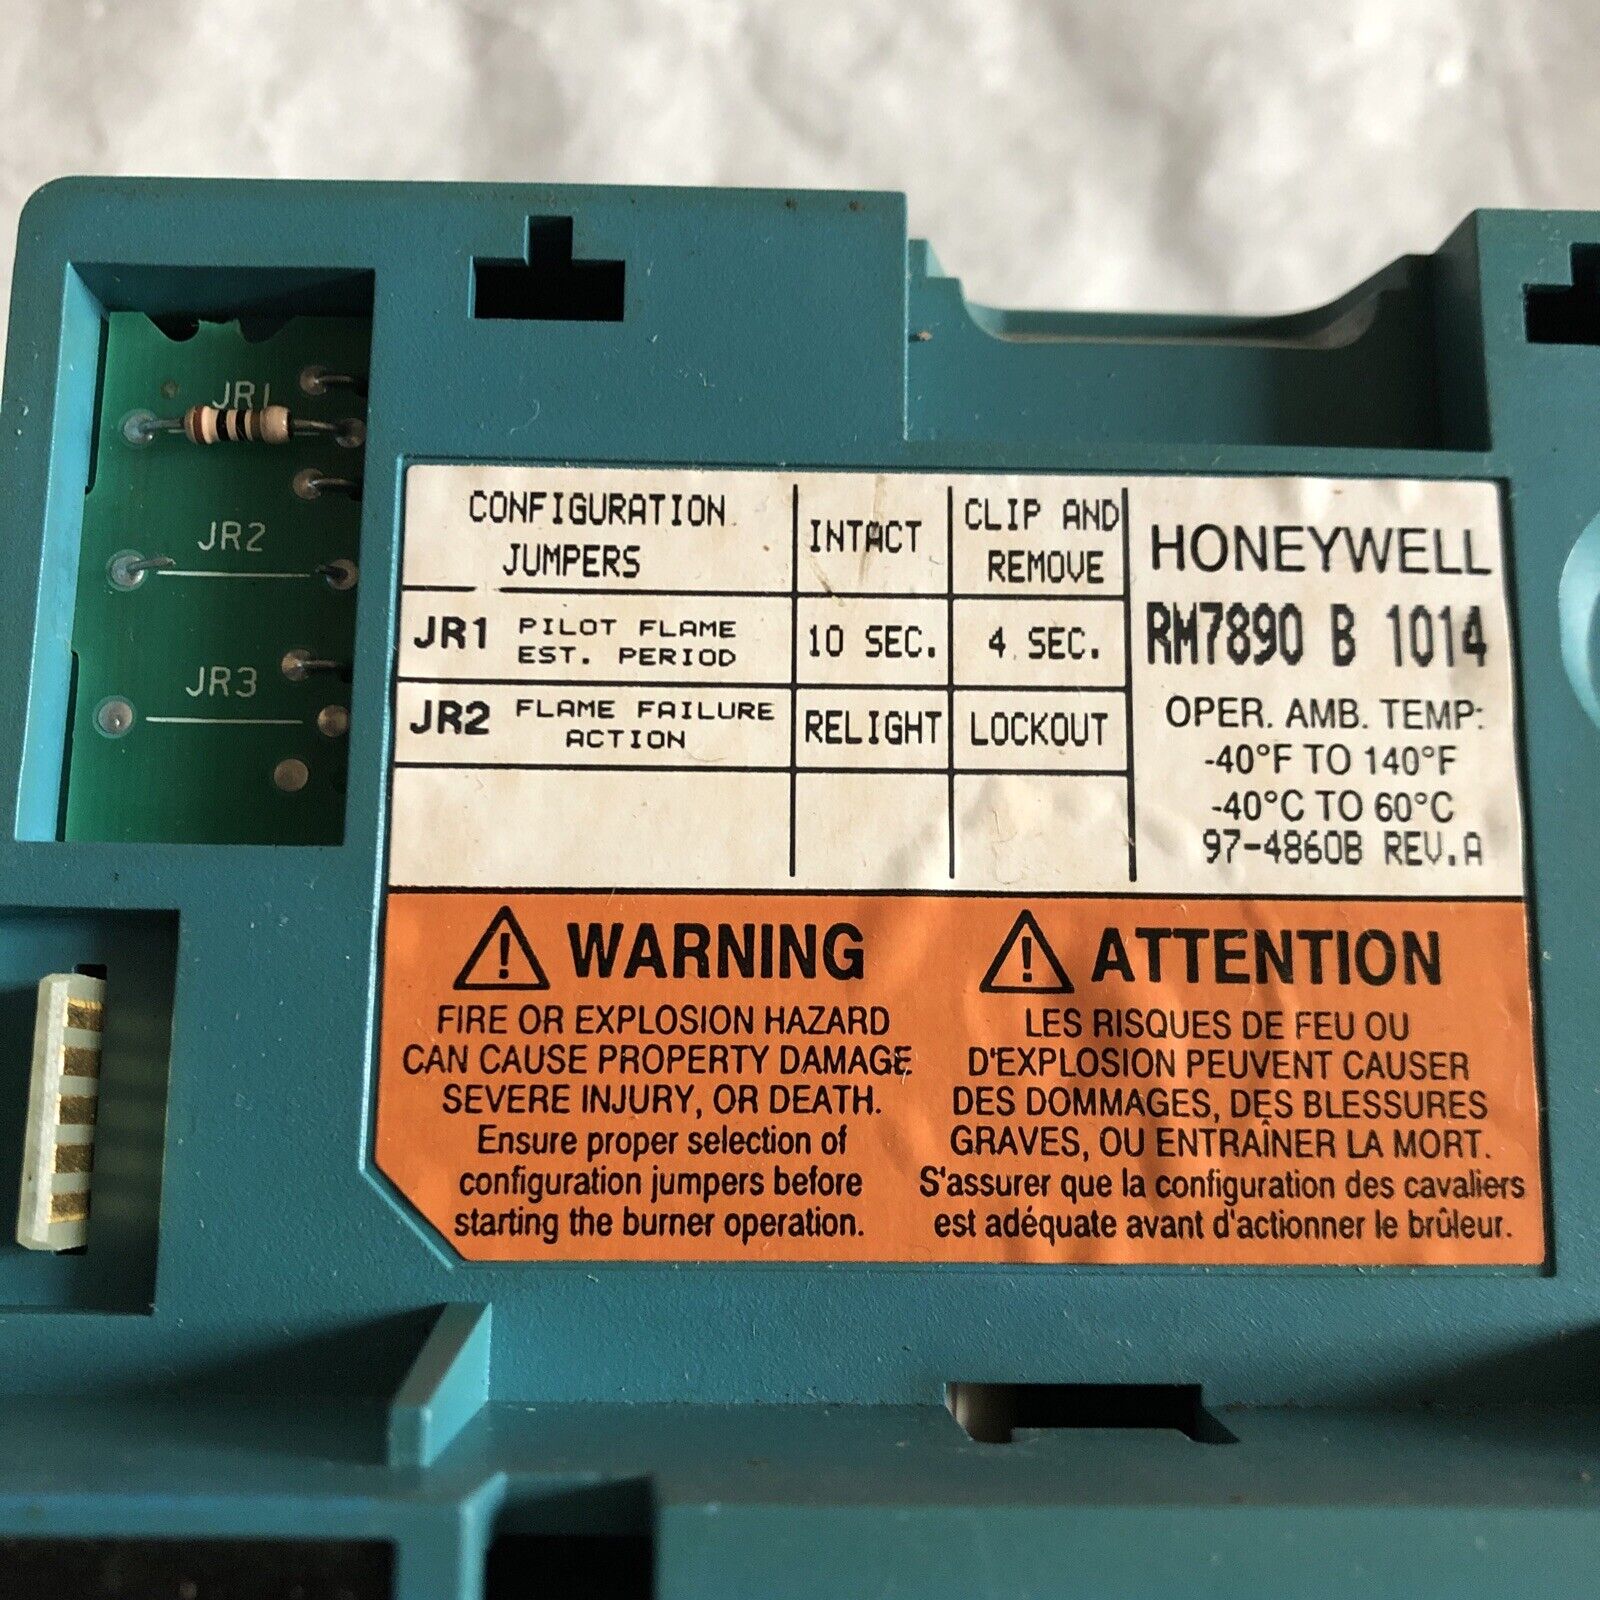 JR1
JR2
JR3
CONFIGURATION JUMPERS
INTACT
CLIP AND REMOVE
JR1 PILOT FLAME EST. PERIOD
10 SEC.
4 SEC.
JR2 FLAME FAILURE ACTION
RELIGHT
LOCKOUT
HONEYWELL
RM7890 B 1014
OPER. AMB. TEMP:
-40°F TO 140°F
-40°C TO 60°C
97-4860B REV.A
WARNING
FIRE OR EXPLOSION HAZARD
CAN CAUSE PROPERTY DAMAGE
SEVERE INJURY, OR DEATH.
Ensure proper selection of
configuration jumpers before
starting the burner operation.
ATTENTION
LES RISQUES DE FEU OU
D'EXPLOSION PEUVENT CAUSER
DES DOMMAGES, DES BLESSURES
GRAVES, OU ENTRAÎNER LA MORT.
S'assurer que la configuration des cavaliers
est adéquate avant d'actionner le brûleur.